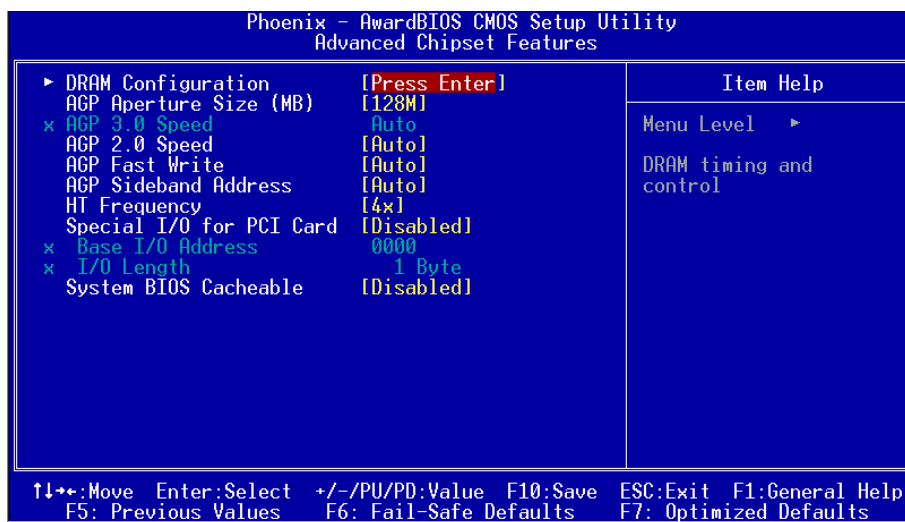 Phoenix - AwardBIOS CMOS Setup Utility
Advanced Chipset Features
► DRAM Configuration [Press Enter]
AGP Aperture Size (MB) [128M]
x AGP 3.0 Speed Auto
AGP 2.0 Speed [Auto]
AGP Fast Write [Auto]
AGP Sideband Address [Auto]
HT Frequency [4x]
Special I/O for PCI Card [Disabled]
x Base I/O Address 0000
x I/O Length 1 Byte
System BIOS Cacheable [Disabled]
Item Help
Menu Level ►
DRAM timing and
control
↑↓→←:Move Enter:Select +/-/PU/PD:Value F10:Save ESC:Exit F1:General Help
F5: Previous Values F6: Fail-Safe Defaults F7: Optimized Defaults